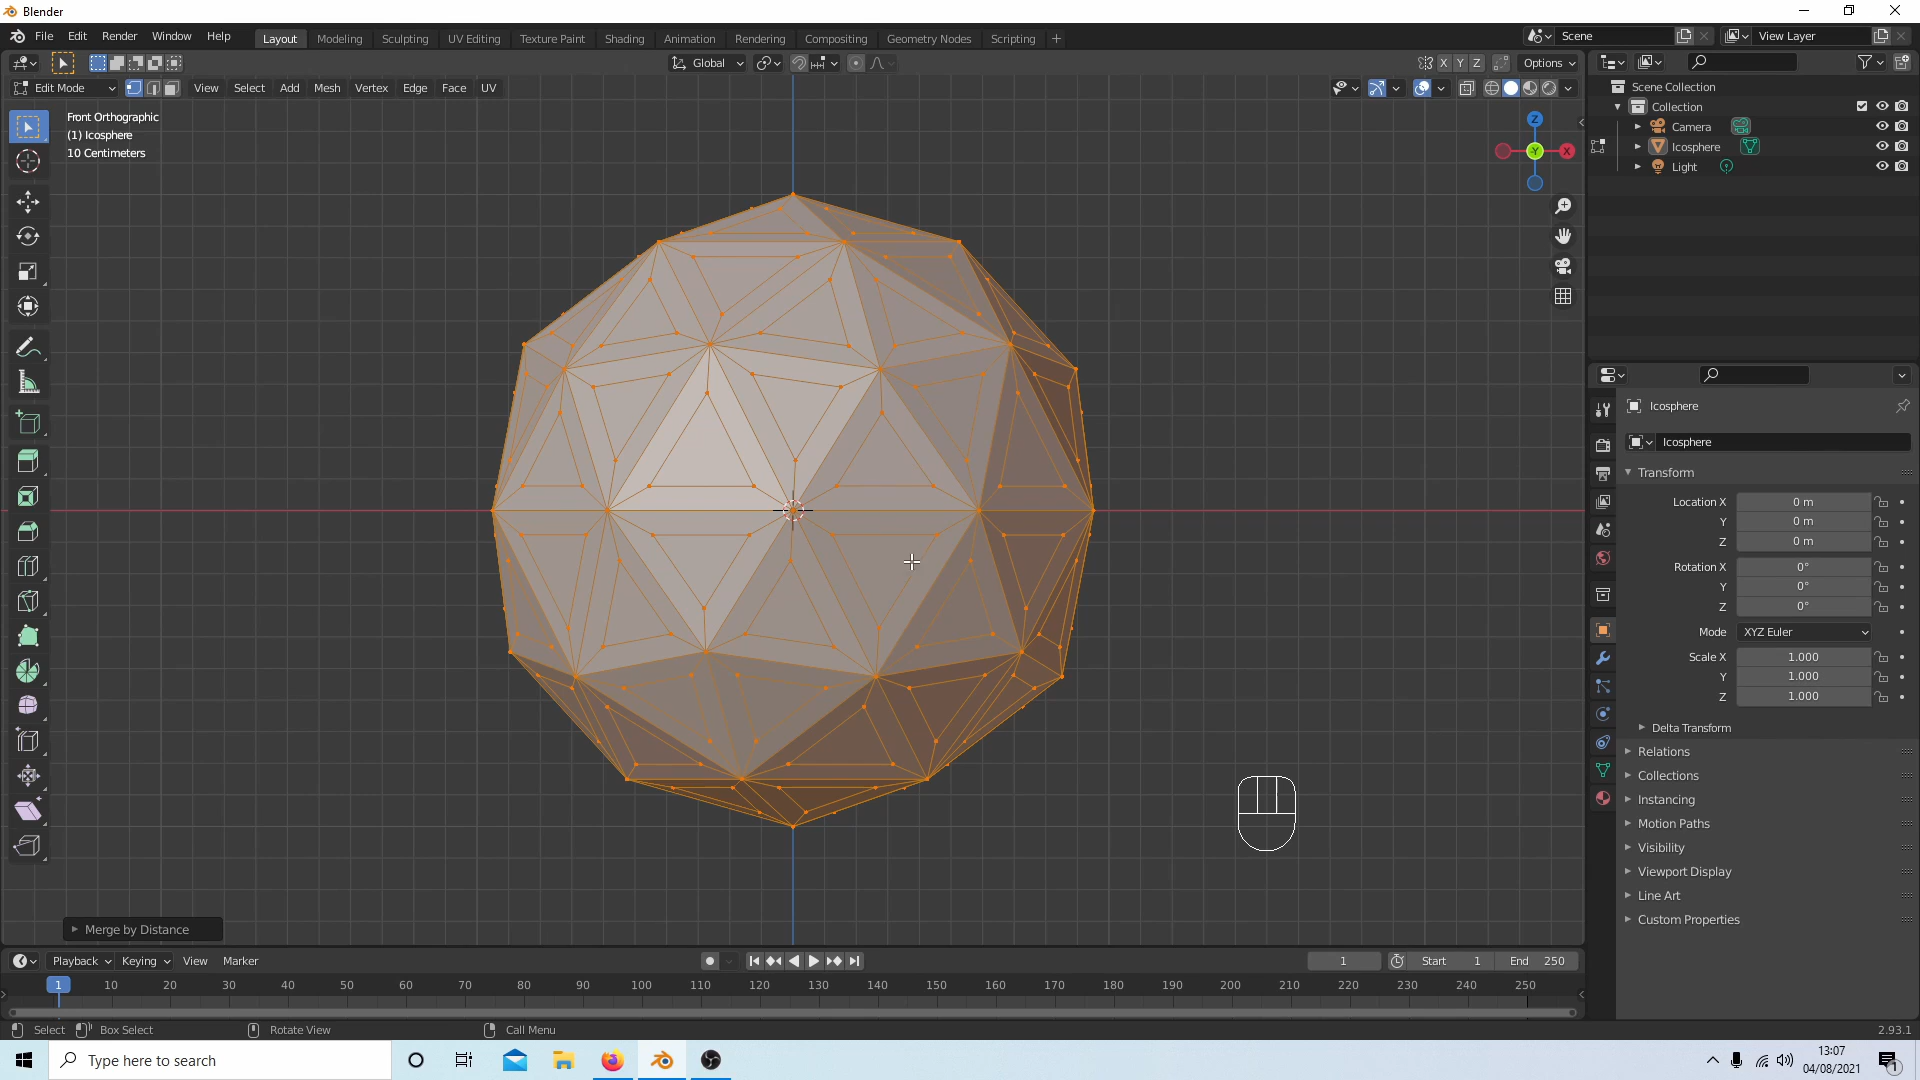 Blender
File Edit Render Window Help Layout Modeling Sculpting UV Editing Texture Paint Shading Animation Rendering Compositing Geometry Nodes Scripting + Scene View Layer
Global X Y Z Options
Edit Mode View Select Add Mesh Vertex Edge Face UV
Scene Collection
Collection
Camera
Icosphere
Light
Front Orthographic
(1) Icosphere
10 Centimeters
Z
-Y X
Icosphere
Icosphere
Transform
Location X 0 m
Y 0 m
Z 0 m
Rotation X 0°
Y 0°
Z 0°
Mode XYZ Euler
Scale X 1.000
Y 1.000
Z 1.000
Delta Transform
Relations
Collections
Instancing
Motion Paths
Visibility
Viewport Display
Line Art
Custom Properties
Merge by Distance
Playback Keying View Marker 1 Start 1 End 250
1 10 20 30 40 50 60 70 80 90 100 110 120 130 140 150 160 170 180 190 200 210 220 230 240 250
Select Box Select Rotate View Call Menu 2.93.1
Type here to search
13:07
04/08/2021
1